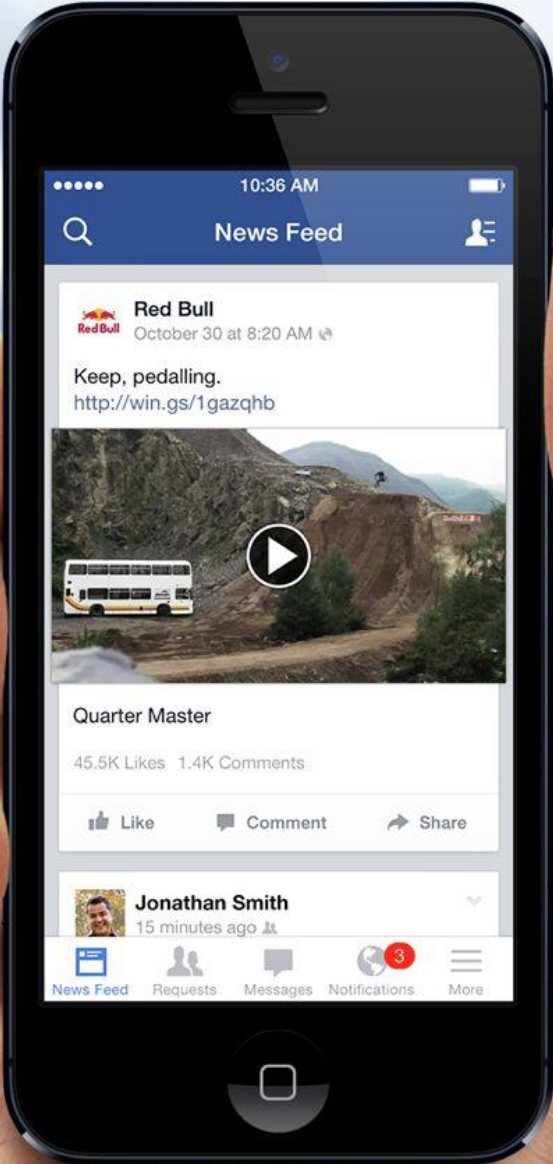 10:36 AM
News Feed
Red Bull
Red Bull
October 30 at 8:20 AM
Keep, pedalling.
http://win.gs/1gazqhb
Quarter Master
45.5K Likes 1.4K Comments
Like Comment Share
Jonathan Smith
15 minutes ago
3
News Feed Requests Messages Notifications More